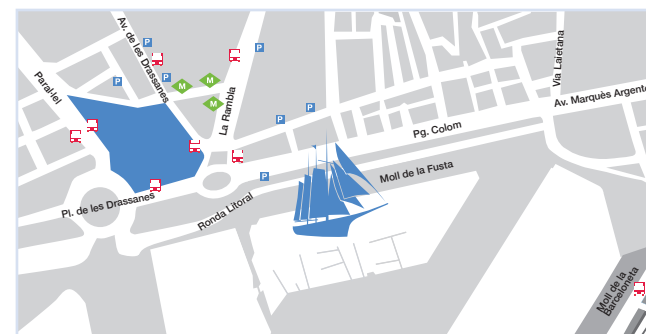 Av. de les Drassanes
P
P
P
P
M
M
M
Paral·lel
La Rambla
P
P
Via Laietana
Av. Marquès Argente
Pg. Colom
Moll de la Fusta
P
Pl. de les Drassanes
Ronda Litoral
Moll de la
Barceloneta